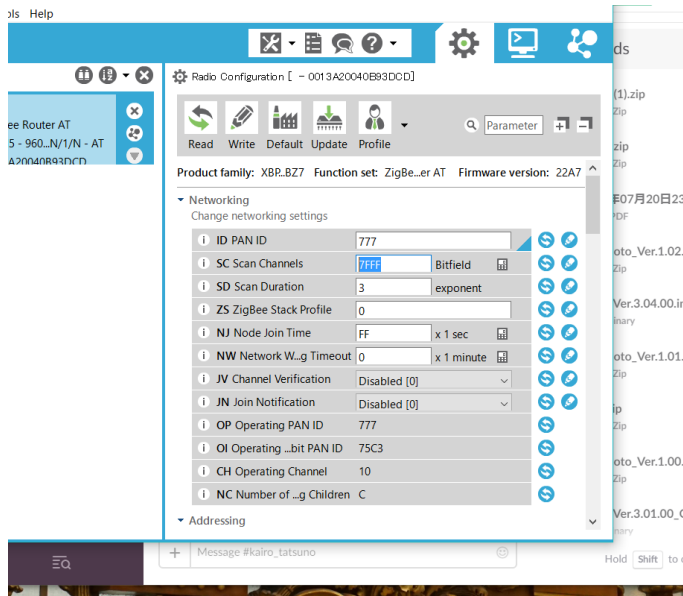 ols Help
ds
Radio Configuration [ - 0013A20040B93DCD]
(1).zip
Zip
ee Router AT
5 - 960...N/1/N - AT
A20040B93DCD
Read Write Default Update Profile
Parameter
zip
Zip
Product family: XBP...BZ7 Function set: ZigBe...er AT Firmware version: 22A7
Networking
Change networking settings
年07月20日23
PDF
i ID PAN ID 777
i SC Scan Channels 7FFF Bitfield
i SD Scan Duration 3 exponent
i ZS ZigBee Stack Profile 0
i NJ Node Join Time FF x 1 sec
i NW Network W...g Timeout 0 x 1 minute
i JV Channel Verification Disabled [0]
i JN Join Notification Disabled [0]
i OP Operating PAN ID 777
i OI Operating ...bit PAN ID 75C3
i CH Operating Channel 10
i NC Number of ...g Children C
Addressing
oto_Ver.1.02.
Zip
Ver.3.04.00.in
inary
oto_Ver.1.01.
Zip
ip
Zip
oto_Ver.1.00.
Zip
Ver.3.01.00_
nary
Message #kairo_tatsuno
Hold Shift to